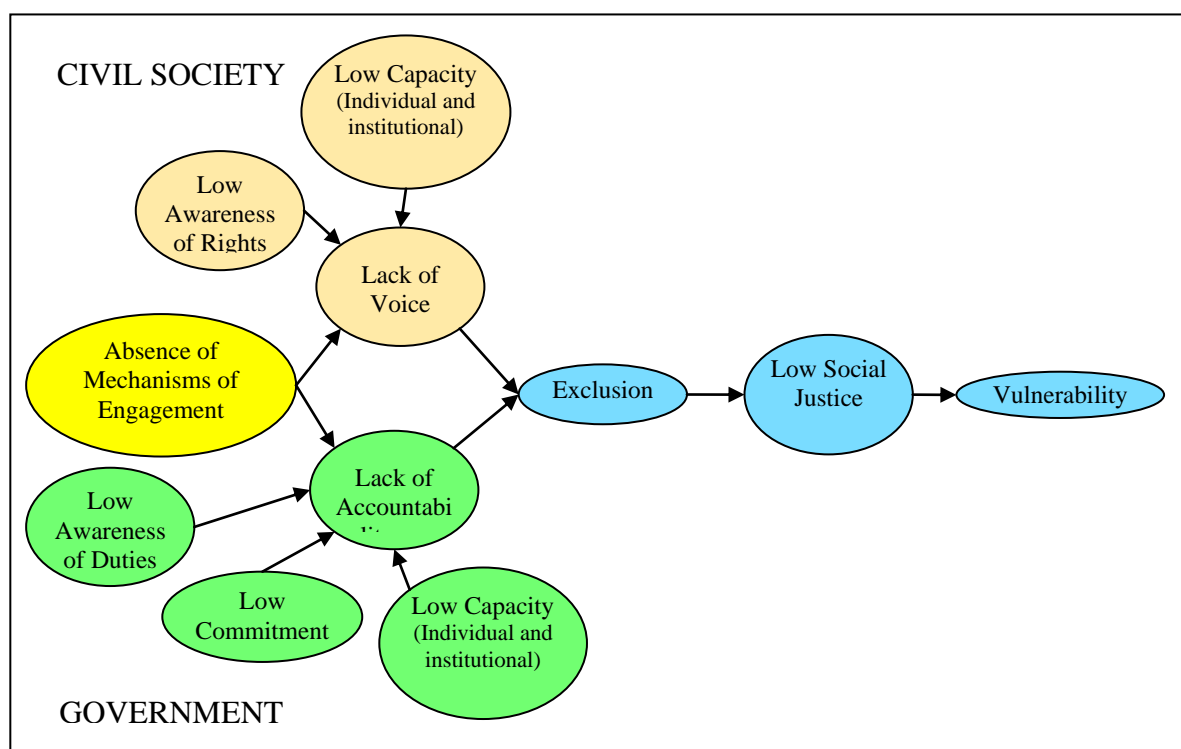 CIVIL SOCIETY
Low Capacity
(Individual and
institutional)
Low
Awareness
of Rights
Lack of
Voice
Absence of
Mechanisms of
Engagement
Exclusion
Low Social
Justice
Vulnerability
Lack of
Accountabi
lity
Low
Awareness
of Duties
Low
Commitment
Low Capacity
(Individual and
institutional)
GOVERNMENT